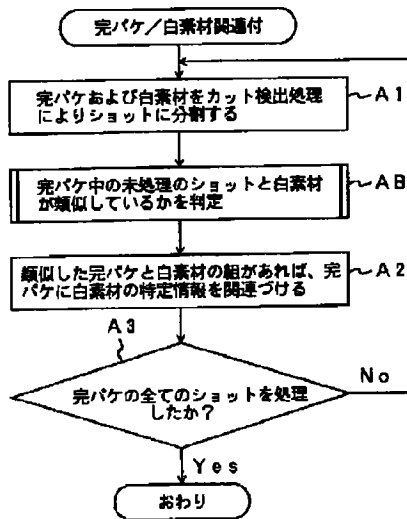 完パケ／白素材関連付
完パケおよび白素材をカット検出処理
によりショットに分割する
A1
完パケ中の未処理のショットと白素材
が類似しているかを判定
AB
類似した完パケと白素材の組があれば、完
パケに白素材の特定情報を関連づける
A2
A3
完パケの全てのショットを処理
したか？
No
Yes
おわり